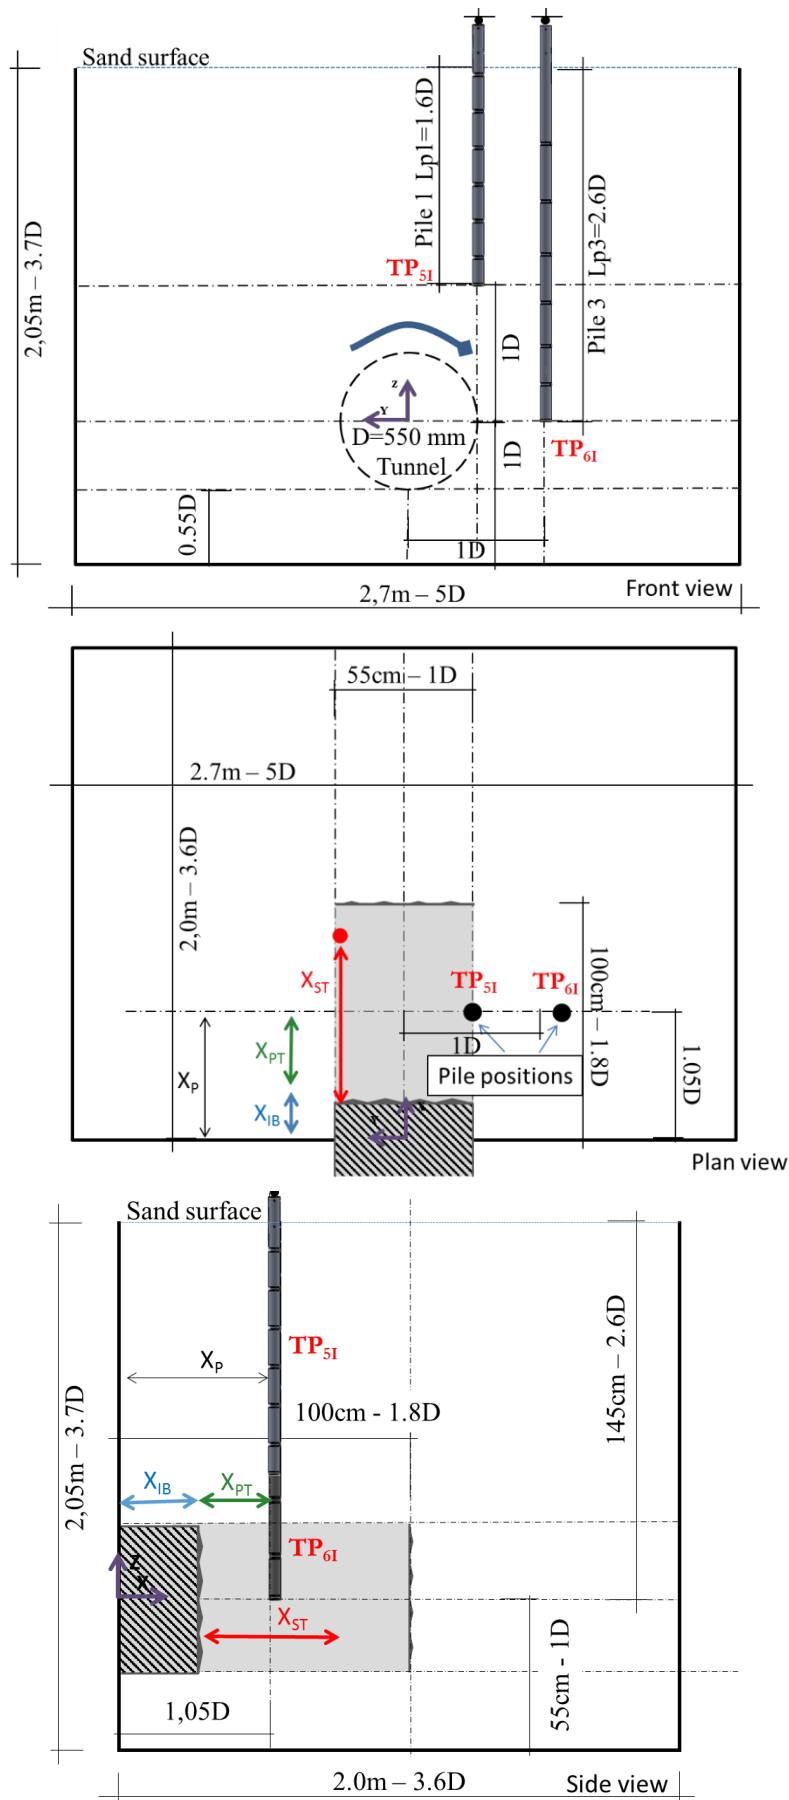 Sand surface
Pile 1 Lp1=1.6D
Pile 3 Lp3=2.6D
2,05m – 3.7D
TP5I
1D
Z
Y
D=550 mm
Tunnel
TP6I
1D
0.55D
1D
Front view
2,7m – 5D
55cm – 1D
2.7m – 5D
2,0m – 3.6D
XST
TP5I
TP6I
100cm – 1.8D
1D
XPT
XP
Pile positions
1.05D
XIB
X
Y
Plan view
Sand surface
TP5I
XP
145cm – 2.6D
100cm - 1.8D
2,05m – 3.7D
XIB
XPT
TP6I
Z
X
XST
55cm - 1D
1,05D
2.0m – 3.6D
Side view